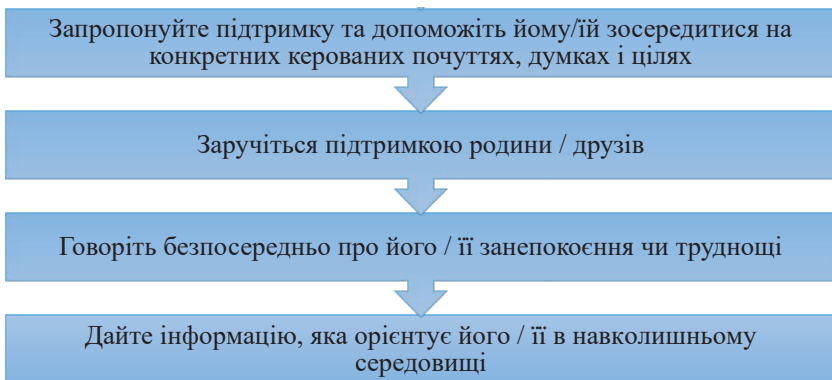 Запропонуйте підтримку та допоможіть йому/їй зосередитися на
конкретних керованих почуттях, думках і цілях
Заручіться підтримкою родини / друзів
Говоріть безпосередньо про його / її занепокоєння чи труднощі
Дайте інформацію, яка орієнтує його / її в навколишньому
середовищі